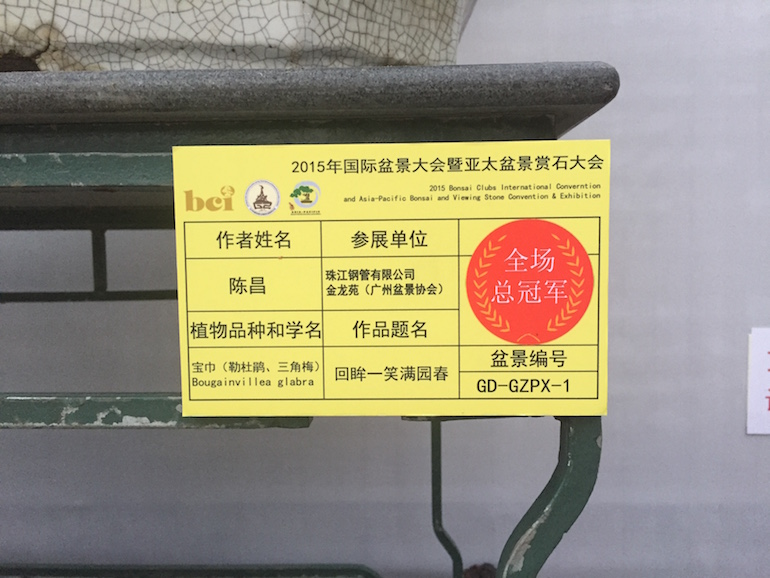 2015年国际盆景大会暨亚太盆景赏石大会
bci
2015 Bonsai Clubs International Converntion
and Asia-Pacific Bonsai and Viewing Stone Convention & Exhibition
作者姓名
参展单位
全场
总冠军
陈昌
珠江钢管有限公司
金龙苑（广州盆景协会）
植物品种和学名
作品题名
盆景编号
宝巾（勒杜鹃、三角梅）
Bougainvillea glabra
回眸一笑满园春
GD-GZPX-1